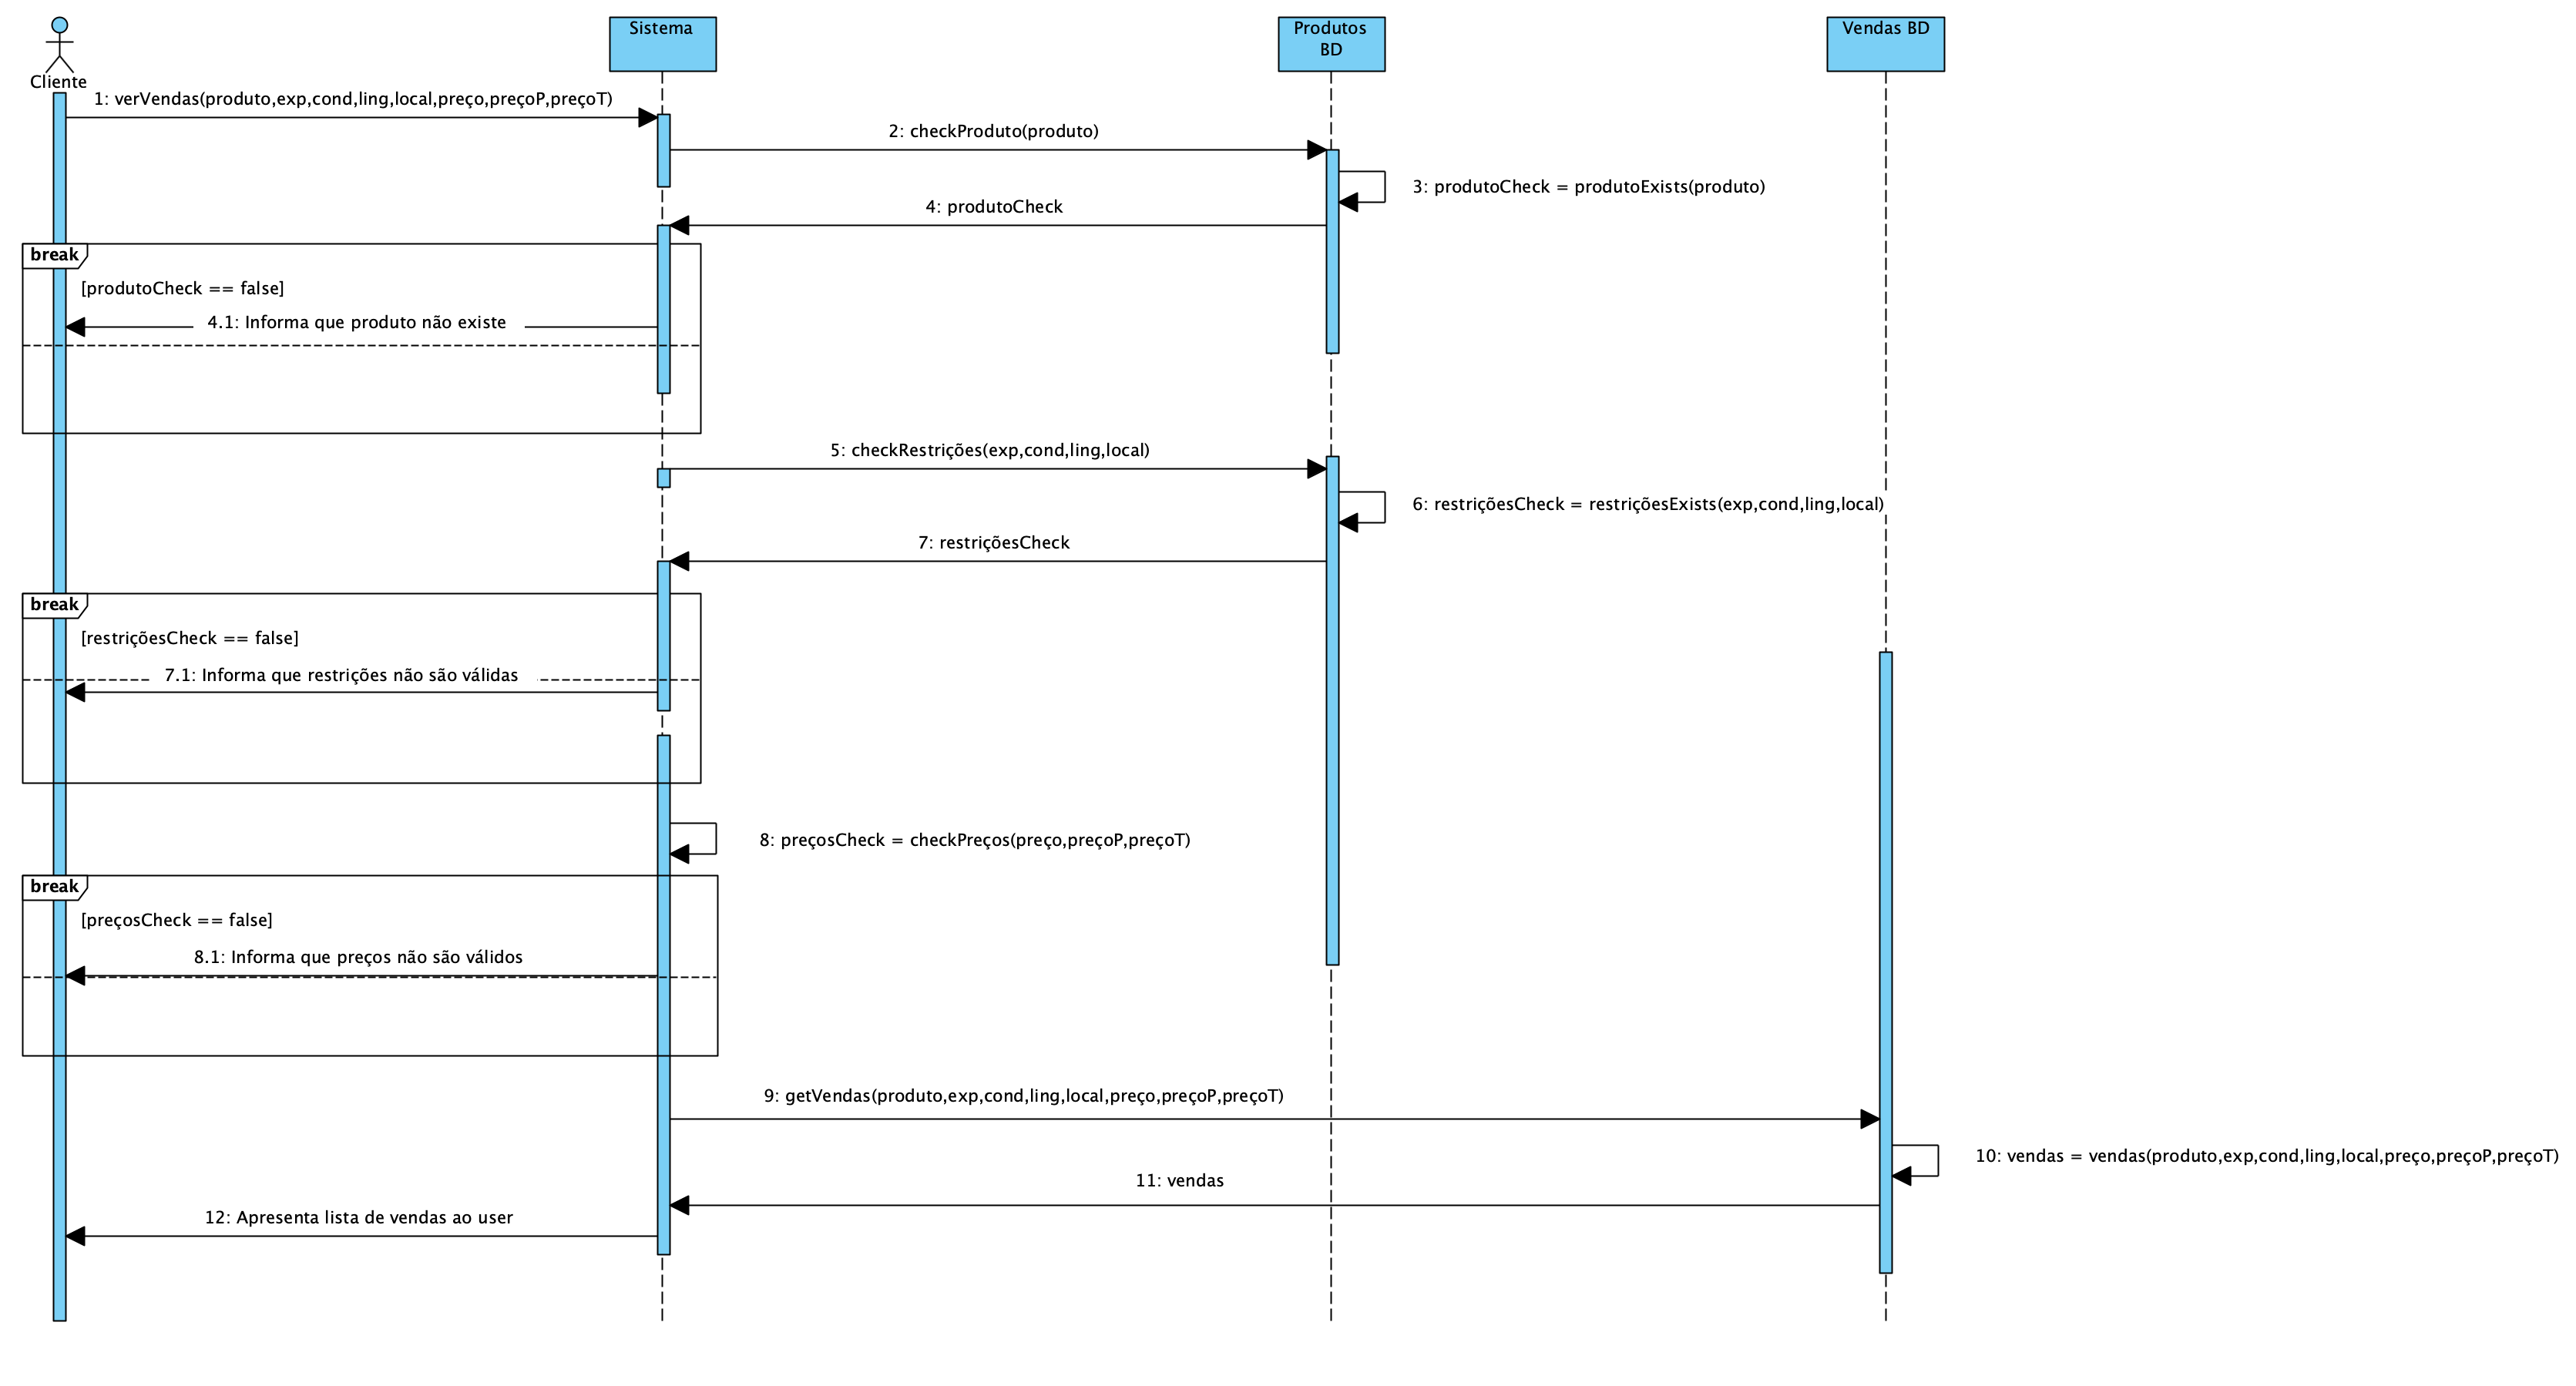 Cliente
Sistema
Produtos
BD
Vendas BD
1: verVendas(produto,exp,cond,ling,local,preço,preçoP,preçoT)
2: checkProduto(produto)
3: produtoCheck = produtoExists(produto)
4: produtoCheck
break
[produtoCheck == false]
4.1: Informa que produto não existe
5: checkRestrições(exp,cond,ling,local)
6: restriçõesCheck = restriçõesExists(exp,cond,ling,local)
7: restriçõesCheck
break
[restriçõesCheck == false]
7.1: Informa que restrições não são válidas
8: preçosCheck = checkPreços(preço,preçoP,preçoT)
break
[preçosCheck == false]
8.1: Informa que preços não são válidos
9: getVendas(produto,exp,cond,ling,local,preço,preçoP,preçoT)
10: vendas = vendas(produto,exp,cond,ling,local,preço,preçoP,preçoT)
11: vendas
12: Apresenta lista de vendas ao user